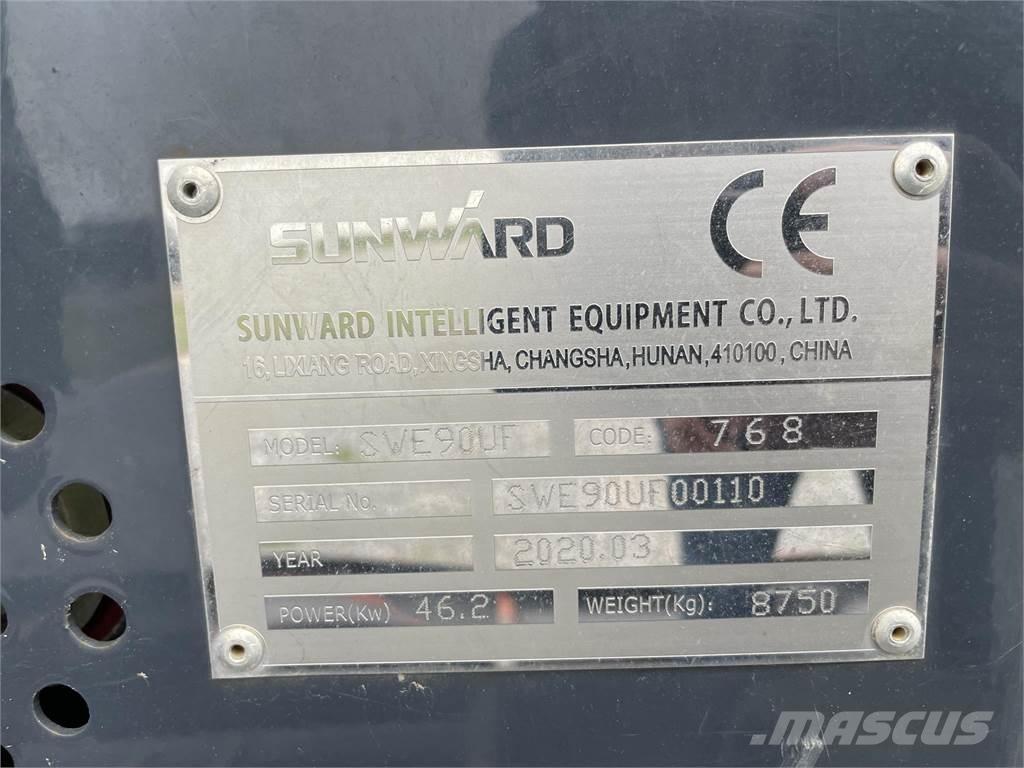 SUNWARD CE
SUNWARD INTELLIGENT EQUIPMENT CO., LTD.
16, LIXIANG ROAD, XINGSHA, CHANGSHA, HUNAN, 410100, CHINA
MODEL: SWE90UF CODE: 768
SERIAL No. SWE90UF00110
YEAR 2020.03
POWER(Kw) 46.2 WEIGHT(Kg): 8750
MASCUS